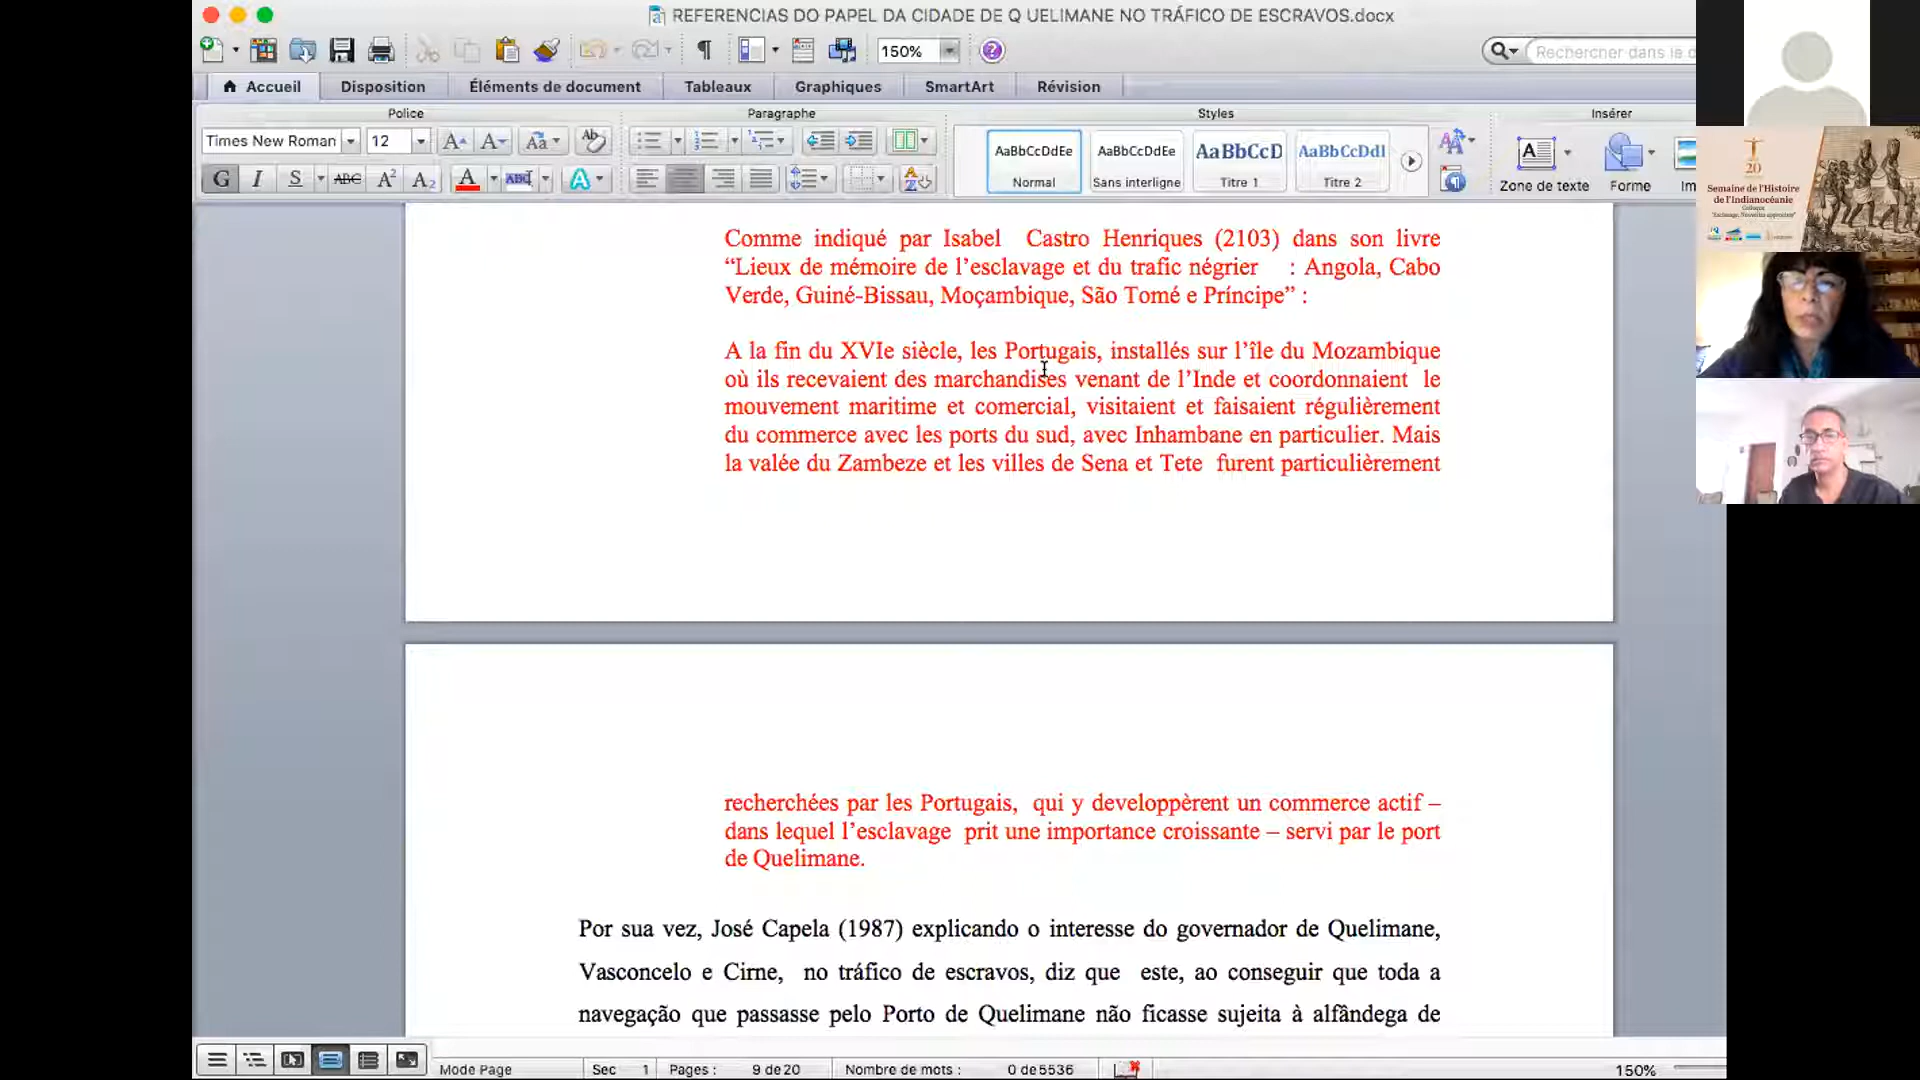 REFERENCIAS DO PAPEL DA CIDADE DE Q UELIMANE NO TRÁFICO DE ESCRAVOS.docx
150%
Rechercher dans le d
Accueil
Disposition
Éléments de document
Tableaux
Graphiques
SmartArt
Révision
Police
Paragraphe
Styles
Insérer
Times New Roman
12
AaBbCcDdEe
Normal
AaBbCcDdEe
Sans interligne
AaBbCcD
Titre 1
AaBbCcDdI
Titre 2
Zone de texte
Forme
Im
Comme indiqué par Isabel Castro Henriques (2103) dans son livre
“Lieux de mémoire de l’esclavage et du trafic négrier : Angola, Cabo
Verde, Guiné-Bissau, Moçambique, São Tomé e Príncipe” :
A la fin du XVIe siècle, les Portugais, installés sur l’île du Mozambique
où ils recevaient des marchandises venant de l’Inde et coordonnaient le
mouvement maritime et comercial, visitaient et faisaient régulièrement
du commerce avec les ports du sud, avec Inhambane en particulier. Mais
la valée du Zambeze et les villes de Sena et Tete furent particulièrement
recherchées par les Portugais, qui y developpèrent un commerce actif –
dans lequel l’esclavage prit une importance croissante – servi par le port
de Quelimane.
Por sua vez, José Capela (1987) explicando o interesse do governador de Quelimane,
Vasconcelo e Cirne, no tráfico de escravos, diz que este, ao conseguir que toda a
navegação que passasse pelo Porto de Quelimane não ficasse sujeita à alfândega de
Mode Page
Sec 1
Pages : 9 de 20
Nombre de mots : 0 de 5536
150%
20
Semaine de l'Histoire
de l'Indianocéanie
Colloque